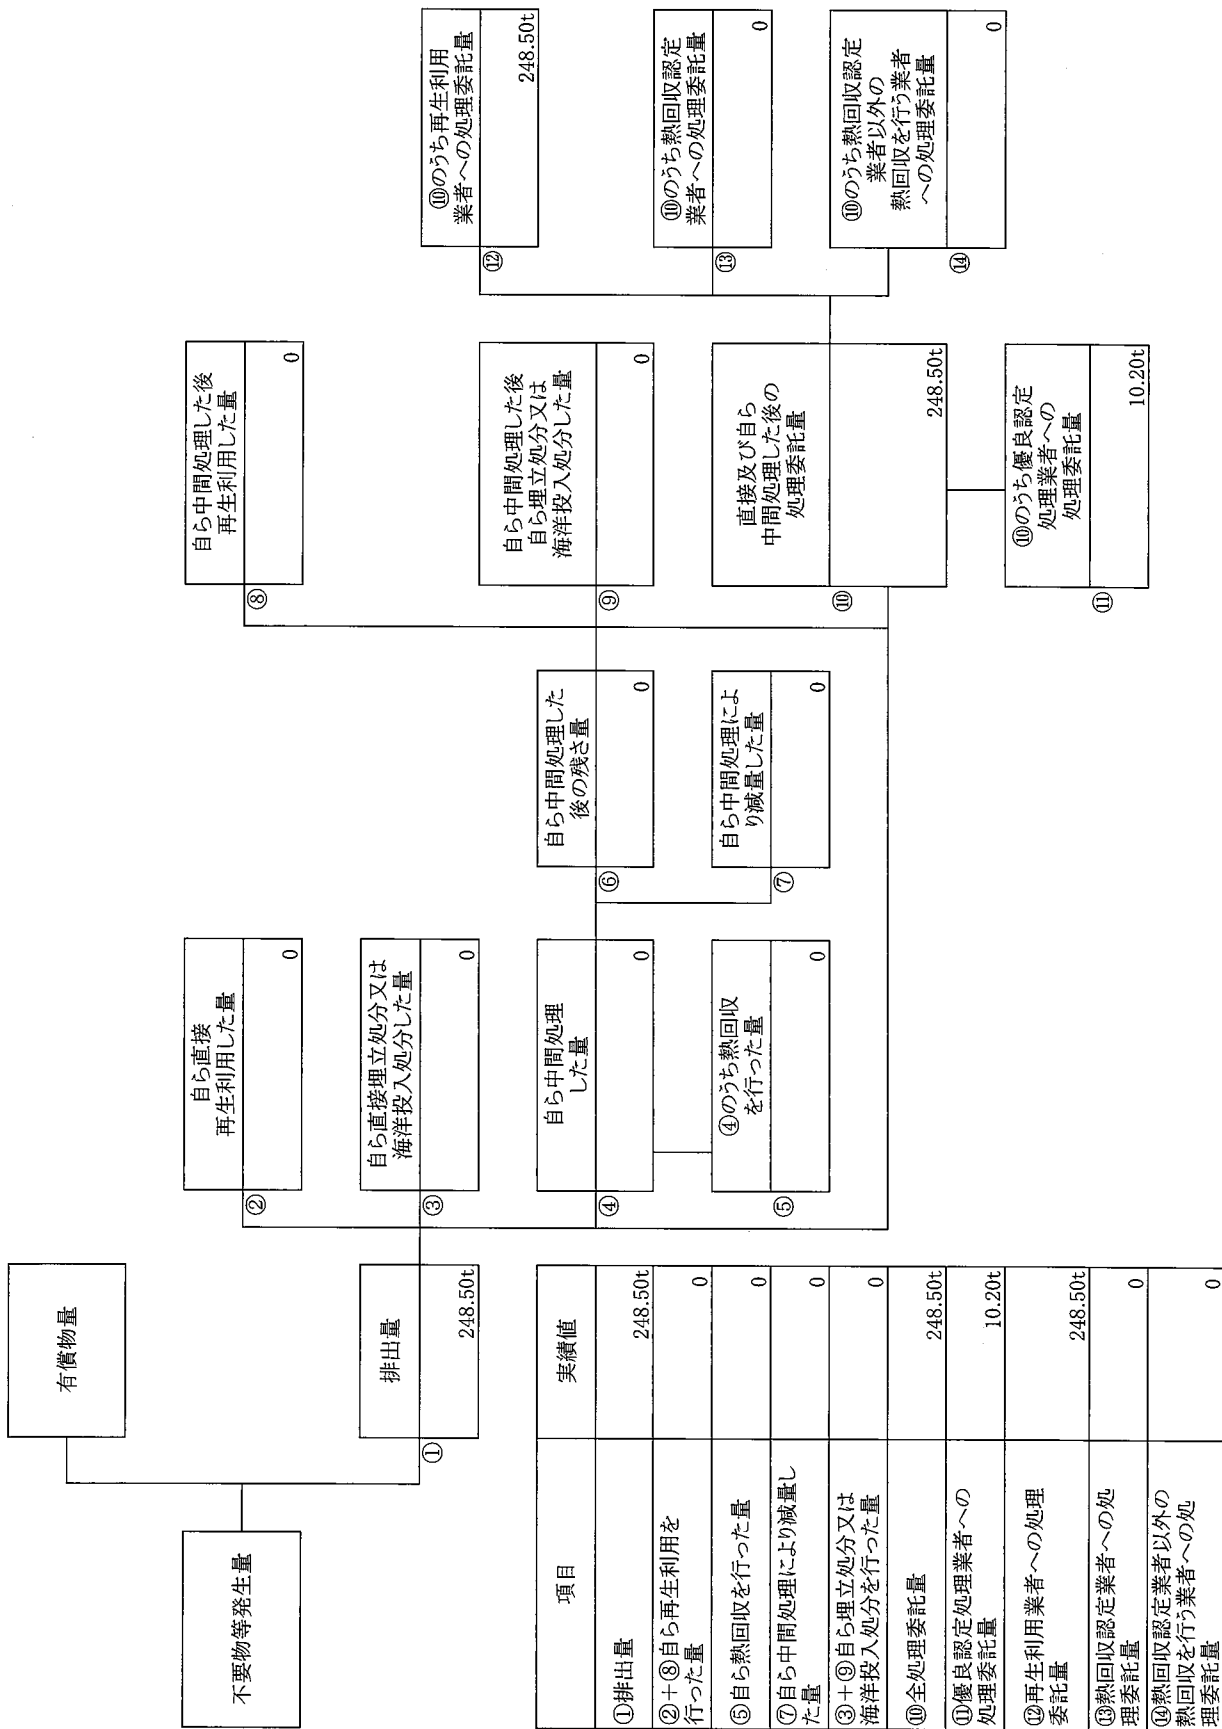 有償物量
不要物等発生量
①
排出量
248.50t
②
自ら直接
再生利用した量
0
③
自ら直接埋立処分又は
海洋投入処分した量
0
④
自ら中間処理
した量
0
⑤
④のうち熱回収
を行った量
0
⑥
自ら中間処理した
後の残さ量
0
⑦
自ら中間処理によ
り減量した量
0
⑧
自ら中間処理した後
再生利用した量
0
⑨
自ら中間処理した後
自ら埋立処分又は
海洋投入処分した量
0
⑩
直接及び自ら
中間処理した後の
処理委託量
248.50t
⑪
⑩のうち優良認定
処理業者への
処理委託量
10.20t
⑫
⑩のうち再生利用
業者への処理委託量
248.50t
⑬
⑩のうち熱回収認定
業者への処理委託量
0
⑭
⑩のうち熱回収認定
業者以外の
熱回収を行う業者
への処理委託量
0
項目 実績値
①排出量 248.50t
②+⑧自ら再生利用を
行った量 0
⑤自ら熱回収を行った量 0
⑦自ら中間処理により減量し
た量 0
③+⑨自ら埋立処分又は
海洋投入処分を行った量 0
⑩全処理委託量 248.50t
⑪優良認定処理業者への
処理委託量 10.20t
⑫再生利用業者への処理
委託量 248.50t
⑬熱回収認定業者への処
理委託量 0
⑭熱回収認定業者以外の
熱回収を行う業者への処
理委託量 0